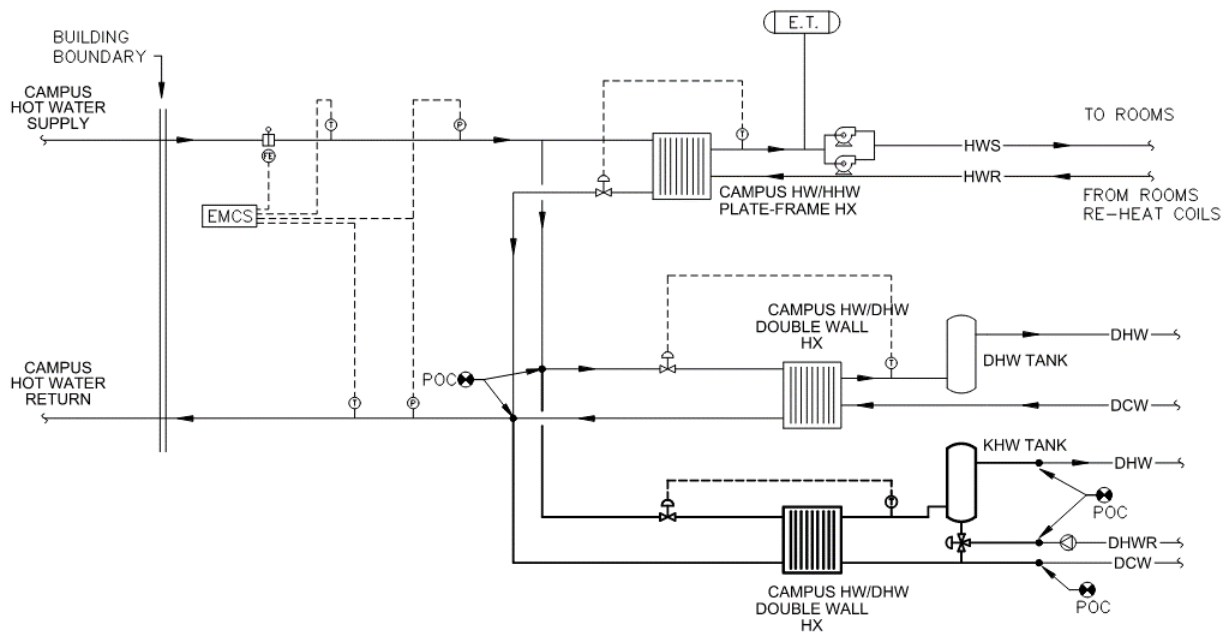 E.T.
BUILDING
BOUNDARY
CAMPUS
HOT WATER
SUPPLY
T
P
T
TO ROOMS
FE
HWS
HWR
CAMPUS HW/HHW
PLATE-FRAME HX
FROM ROOMS
RE-HEAT COILS
EMCS
CAMPUS HW/DHW
DOUBLE WALL
HX
DHW
T
DHW TANK
CAMPUS
HOT WATER
RETURN
POC
T
P
DCW
KHW TANK
DHW
POC
T
DHWR
DCW
CAMPUS HW/DHW
DOUBLE WALL
HX
POC